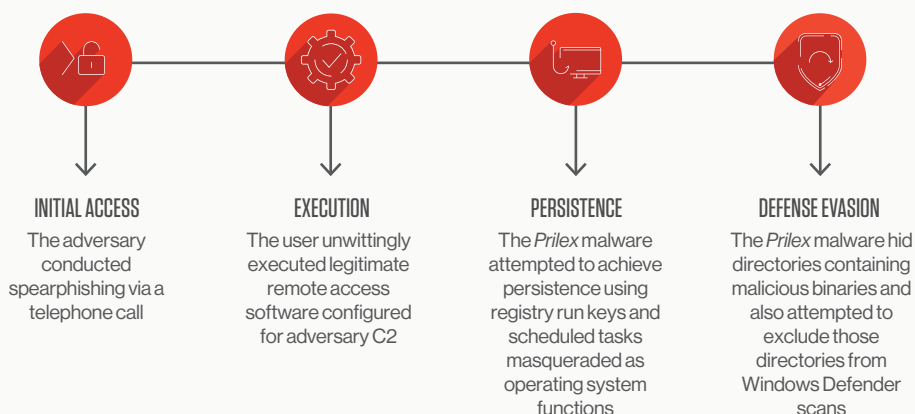 INITIAL ACCESS
The adversary
conducted
spearphishing via a
telephone call
EXECUTION
The user unwittingly
executed legitimate
remote access
software configured
for adversary C2
PERSISTENCE
The Prilex malware
attempted to achieve
persistence using
registry run keys and
scheduled tasks
masqueraded as
operating system
functions
DEFENSE EVASION
The Prilex malware hid
directories containing
malicious binaries and
also attempted to
exclude those
directories from
Windows Defender
scans